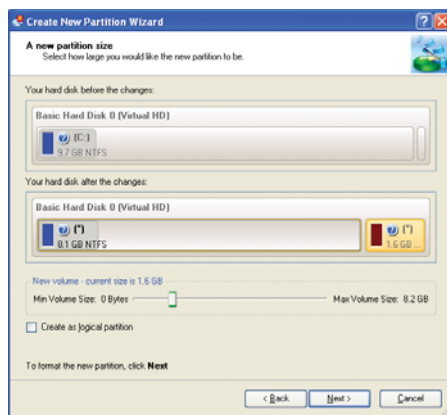 Create New Partition Wizard
A new partition size
Select how large you would like the new partition to be.
Your hard disk before the changes:
Basic Hard Disk 0 (Virtual HD)
(C:)
9.7 GB NTFS
Your hard disk after the changes:
Basic Hard Disk 0 (Virtual HD)
(*) (*)
8.1 GB NTFS 1.6 GB ...
New volume - current size is 1.6 GB
Min Volume Size: 0 Bytes Max Volume Size: 8.2 GB
Create as logical partition
To format the new partition, click Next
< Back Next > Cancel